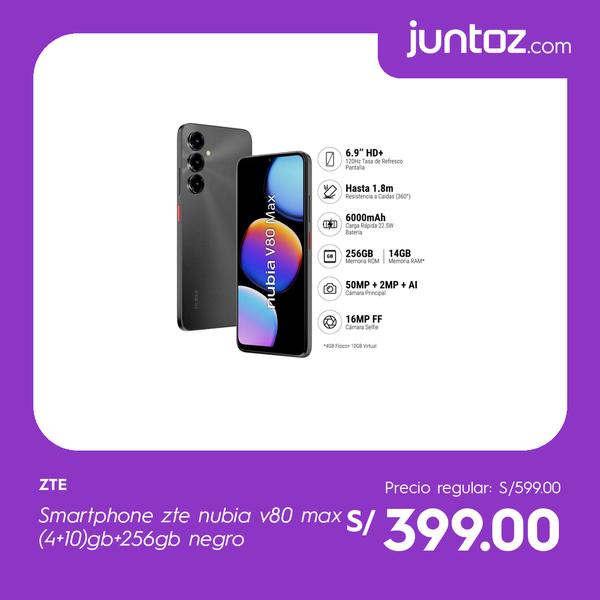 juntoz.com
6.9" HD+
120Hz Tasa de Refresco
Pantalla
Hasta 1.8m
Resistencia a Caídas (360°)
6000mAh
Carga Rápida 22.5W
Batería
GB
256GB
Memoria ROM
14GB
Memoria RAM*
50MP + 2MP + AI
Cámara Principal
16MP FF
Cámara Selfie
*4GB Físico+ 10GB Virtual
nubia V80 Max
nubia
ZTE
Smartphone zte nubia v80 max
(4+10)gb+256gb negro
Precio regular: S/599.00
S/ 399.00